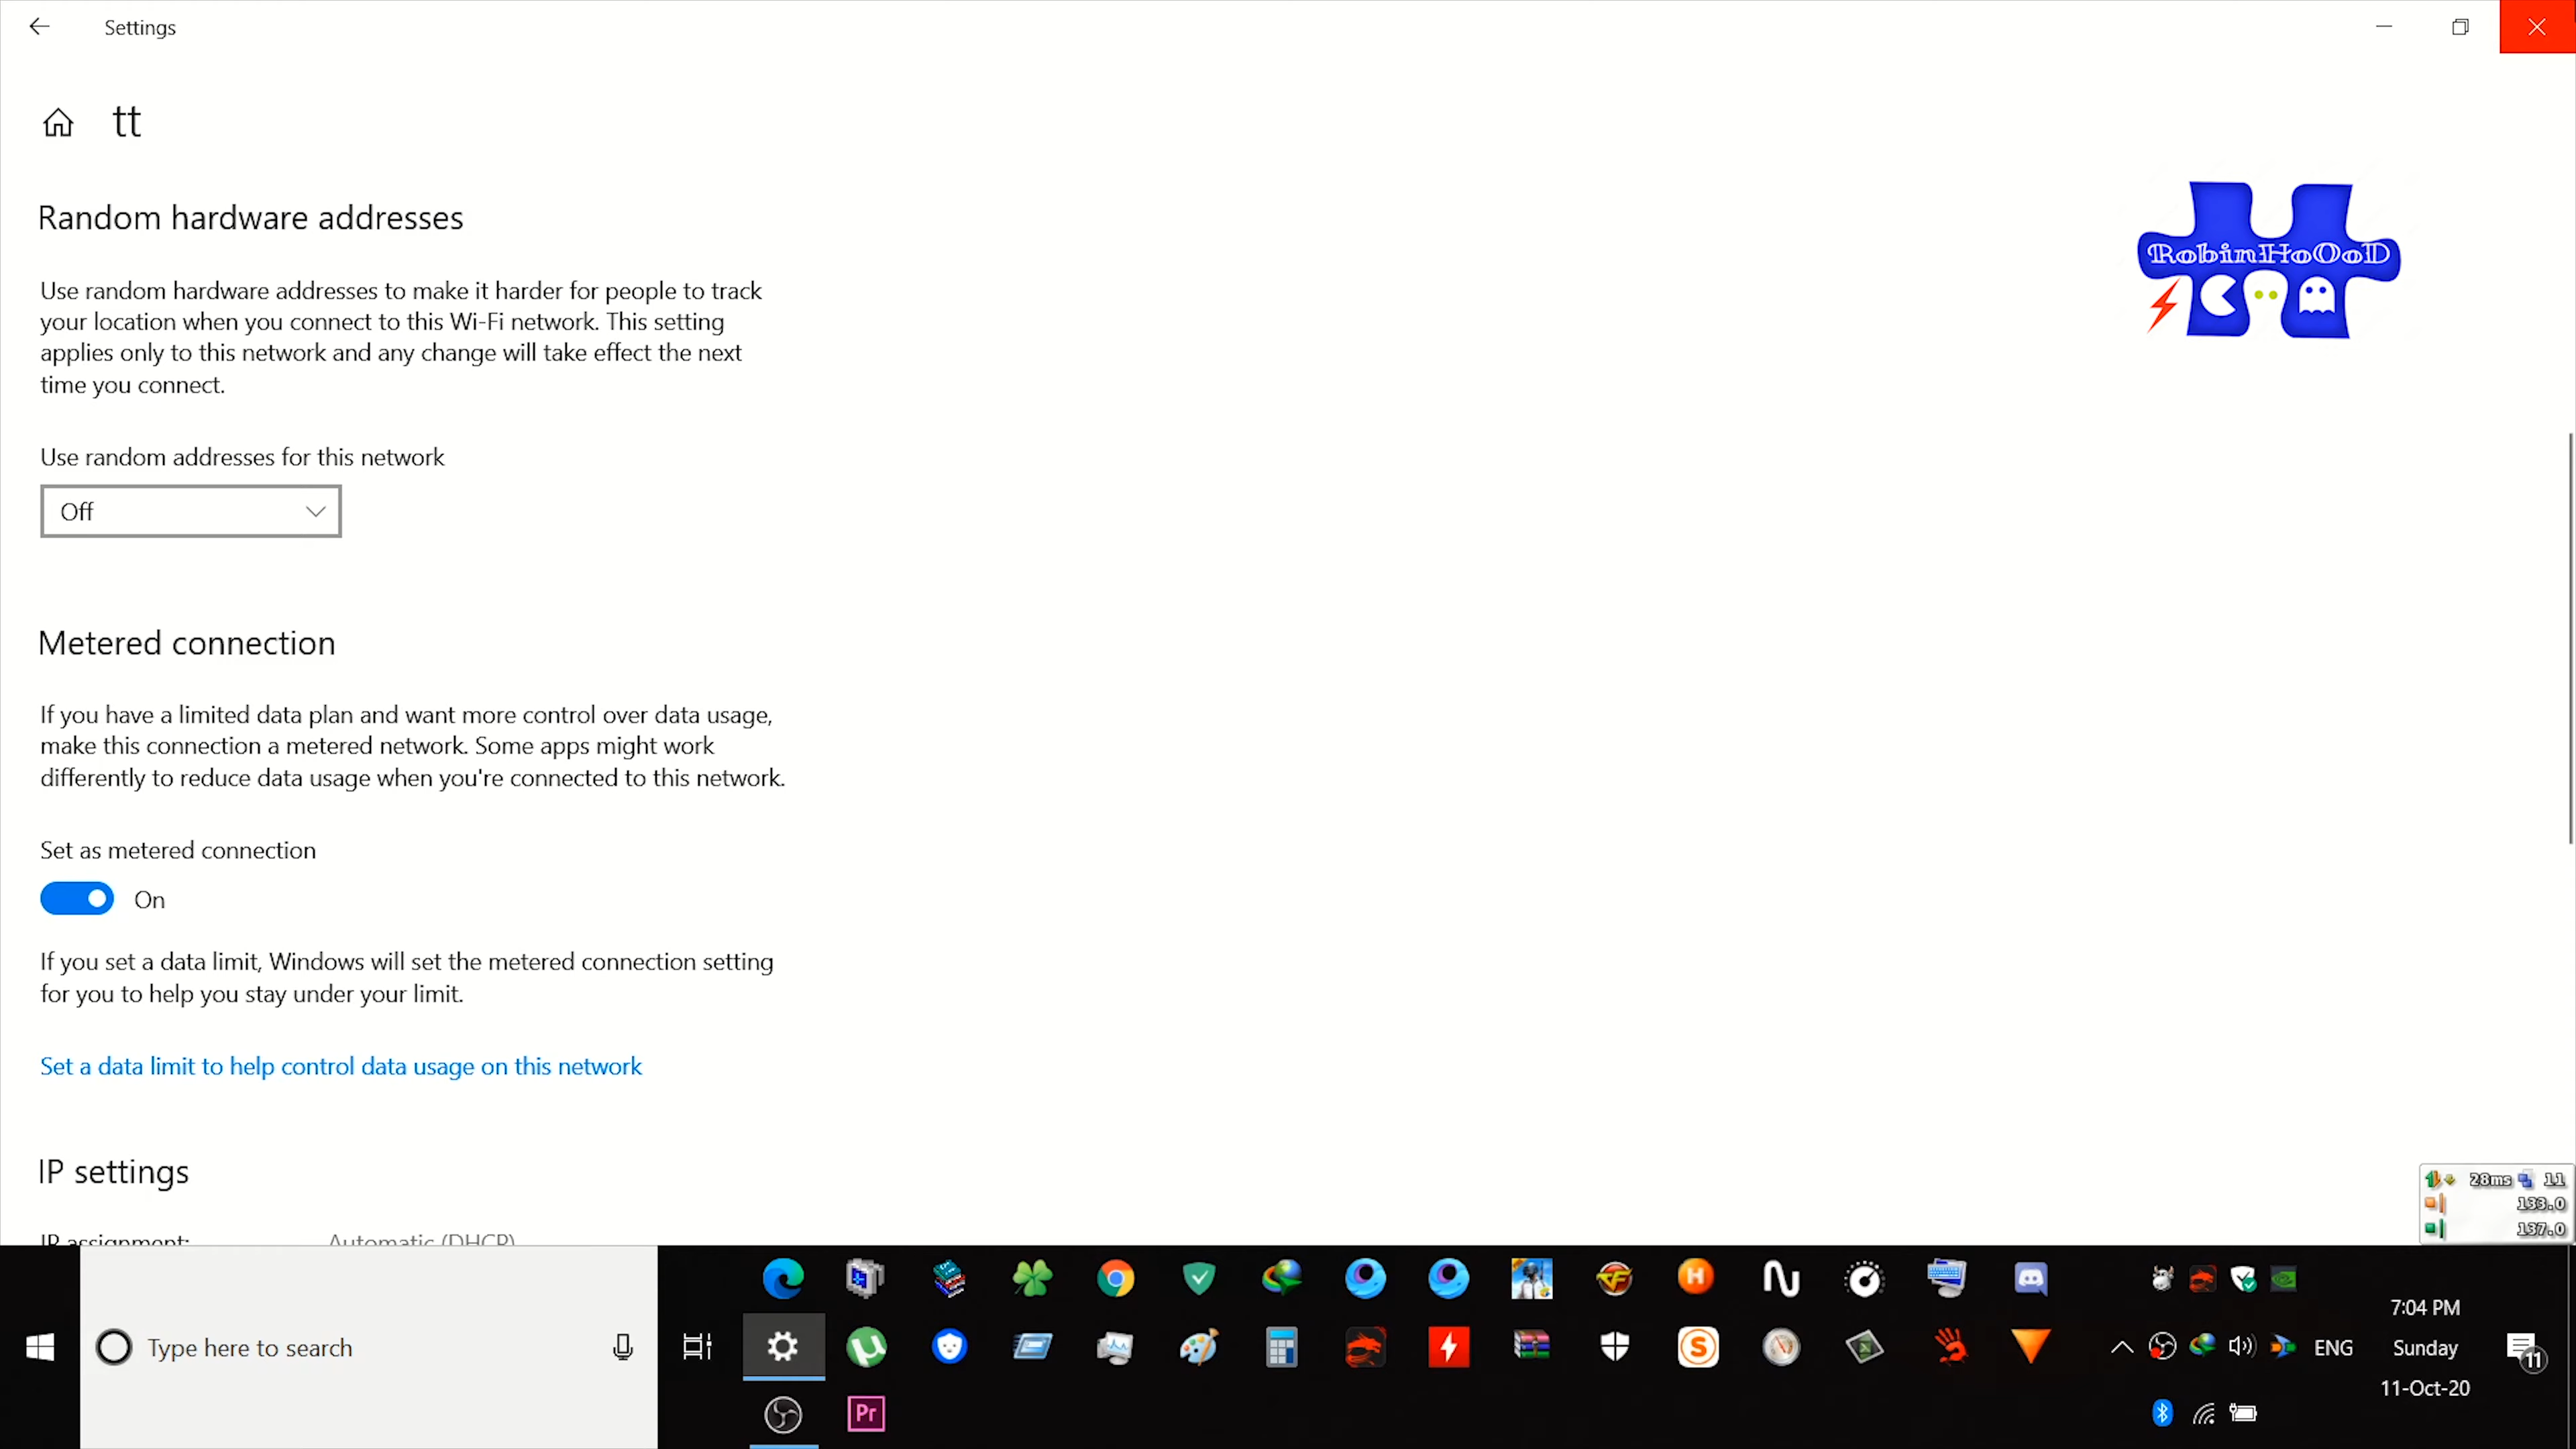 Settings
tt
Random hardware addresses
RobinHoOoD
Use random hardware addresses to make it harder for people to track
your location when you connect to this Wi-Fi network. This setting
applies only to this network and any change will take effect the next
time you connect.
Use random addresses for this network
Off
Metered connection
If you have a limited data plan and want more control over data usage,
make this connection a metered network. Some apps might work
differently to reduce data usage when you're connected to this network.
Set as metered connection
On
If you set a data limit, Windows will set the metered connection setting
for you to help you stay under your limit.
Set a data limit to help control data usage on this network
IP settings
28ms 11
133.0
137.0
IP assignment: Automatic (DHCP)
Type here to search
H
S
Pr
ENG
7:04 PM
Sunday
11-Oct-20
11